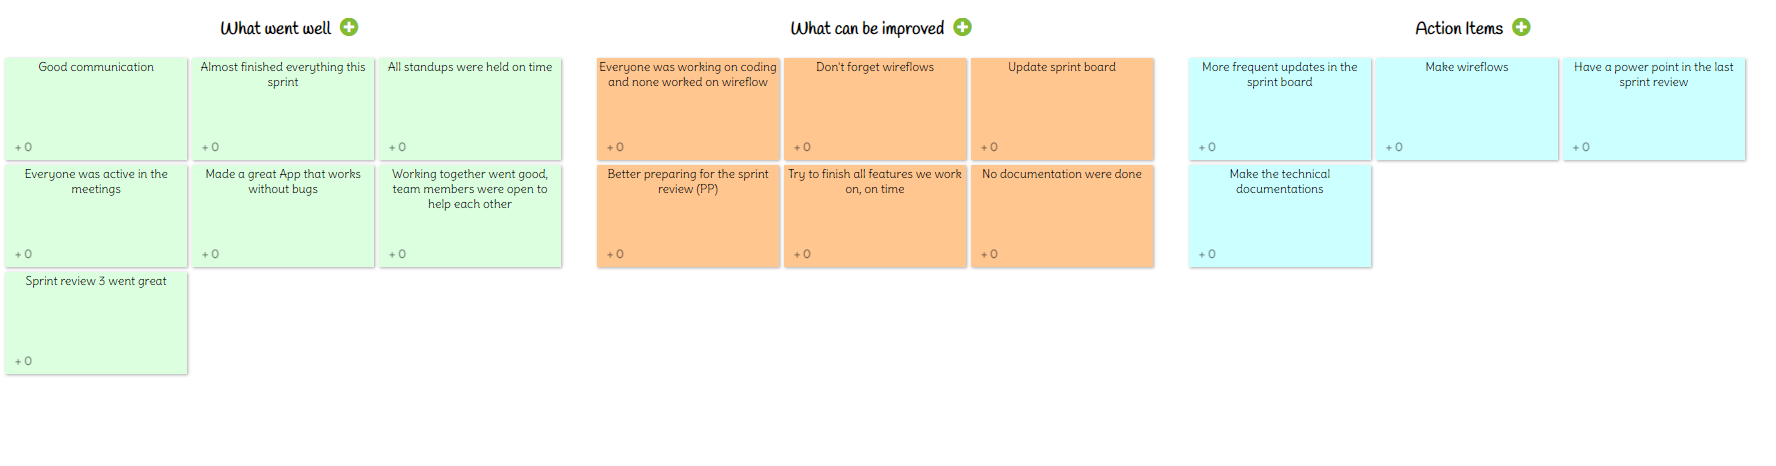 What went well
Good communication
+ 0
Almost finished everything this
sprint
+ 0
All standups were held on time
+ 0
Everyone was active in the
meetings
+ 0
Made a great App that works
without bugs
+ 0
Working together went good,
team members were open to
help each other
+ 0
Sprint review 3 went great
+ 0
What can be improved
Everyone was working on coding
and none worked on wireflow
+ 0
Don't forget wireflows
+ 0
Update sprint board
+ 0
Better preparing for the sprint
review (PP)
+ 0
Try to finish all features we work
on, on time
+ 0
No documentation were done
+ 0
Action Items
More frequent updates in the
sprint board
+ 0
Make wireflows
+ 0
Have a power point in the last
sprint review
+ 0
Make the technical
documentations
+ 0